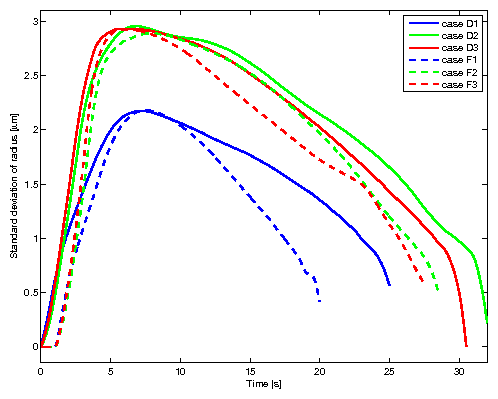 case D1
case D2
case D3
case F1
case F2
case F3
Standard deviation of radius [µm]
3
2.5
2
1.5
1
0.5
0
0 5 10 15 20 25 30
Time [s]